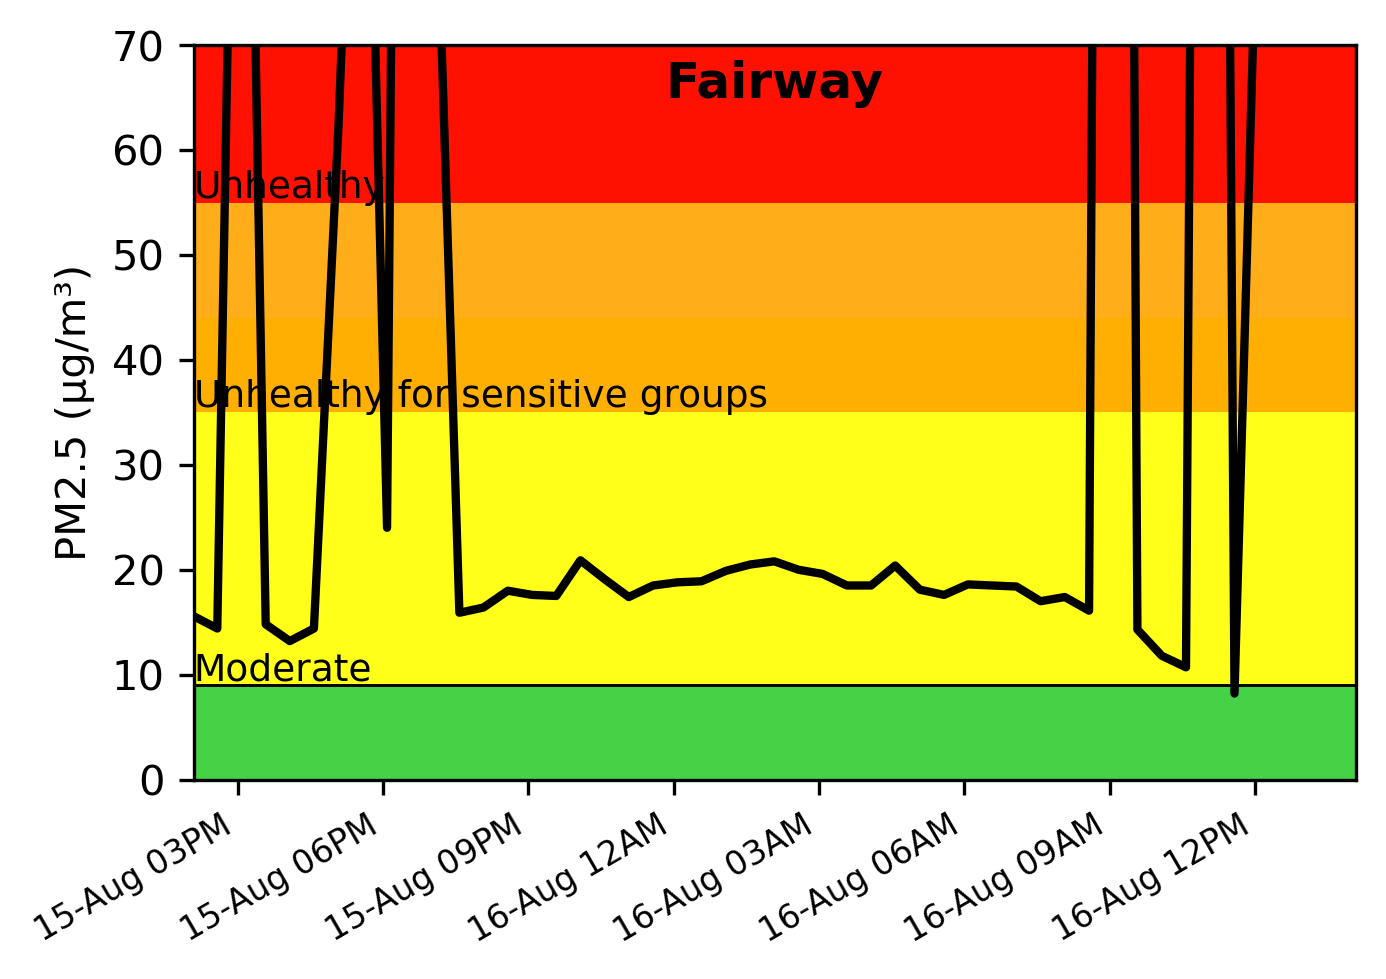 Fairway
PM2.5 (µg/m³)
70
60
50
40
30
20
10
0
Unhealthy
Unhealthy for sensitive groups
Moderate
15-Aug 03PM
15-Aug 06PM
15-Aug 09PM
16-Aug 12AM
16-Aug 03AM
16-Aug 06AM
16-Aug 09AM
16-Aug 12PM